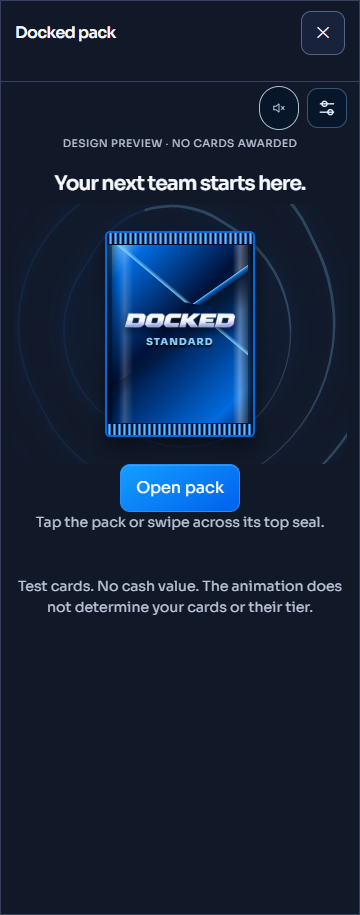 Docked pack
DESIGN PREVIEW · NO CARDS AWARDED
Your next team starts here.
DOCKED
STANDARD
Open pack
Tap the pack or swipe across its top seal.
Test cards. No cash value. The animation does
not determine your cards or their tier.